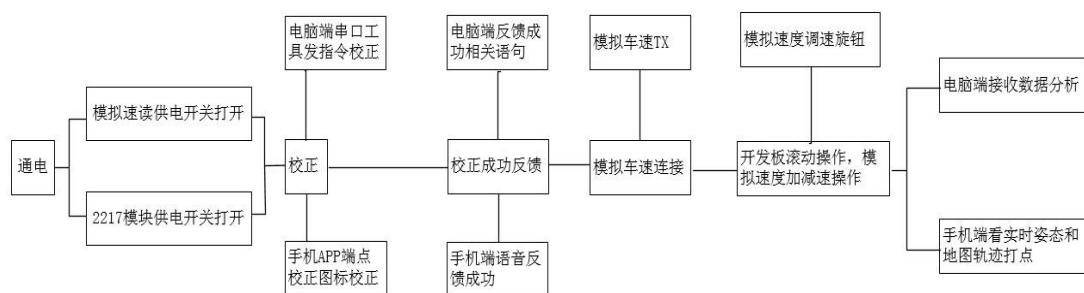 电脑端串口工
具发指令校正
电脑端反馈成
功相关语句
模拟车速TX
模拟速度调速旋钮
模拟速读供电开关打开
电脑端接收数据分析
通电
校正
校正成功反馈
模拟车速连接
开发板滚动操作，模
拟速度加减速操作
2217模块供电开关打开
手机APP端点
校正图标校正
手机端语音反
馈成功
手机端看实时姿态和
地图轨迹打点